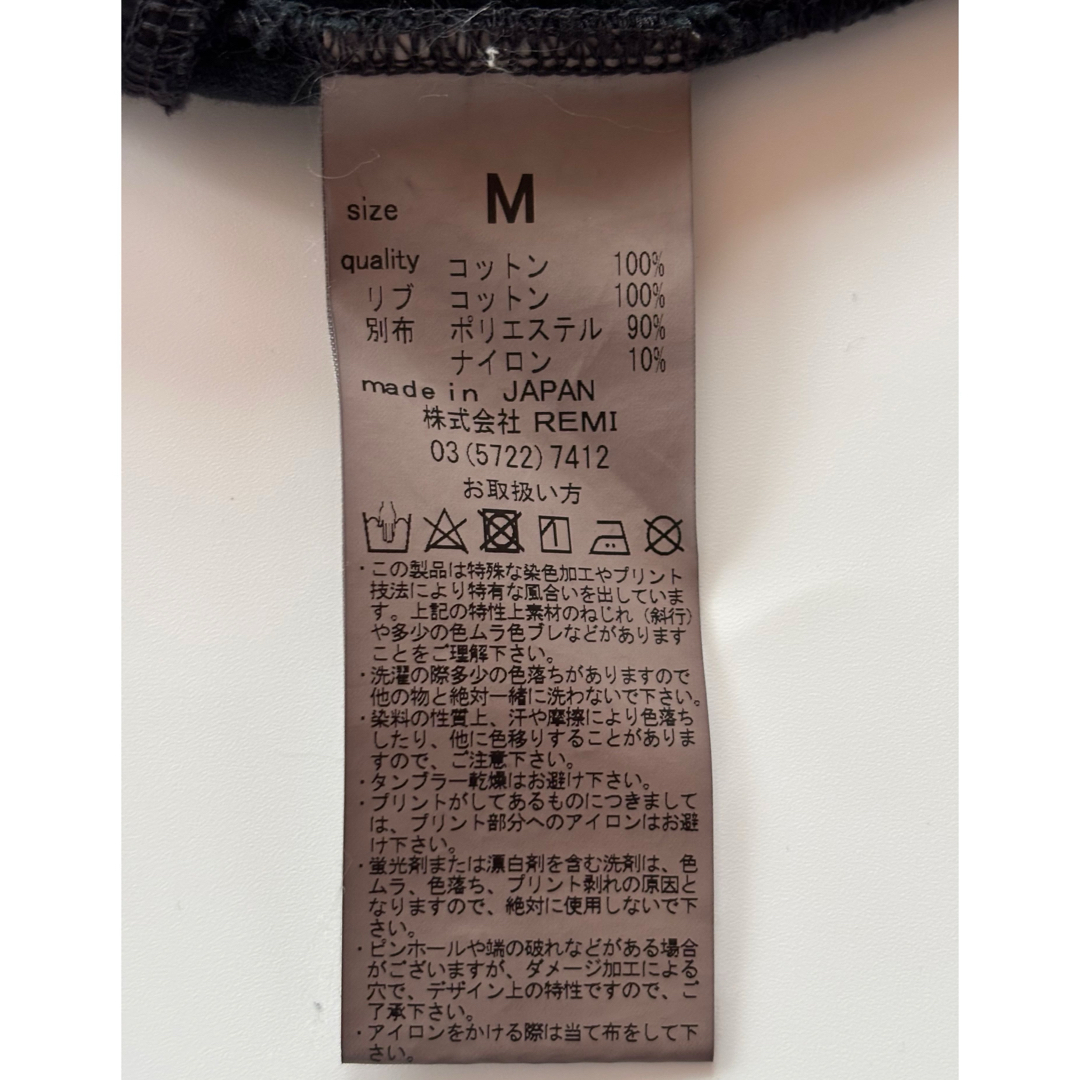 size M
quality コットン 100%
リブ コットン 100%
別布 ポリエステル 90%
ナイロン 10%
made in JAPAN
株式会社 REMI
03(5722)7412
お取扱い方
・この製品は特殊な染色加工やプリント
技法により特有な風合いを出していま
す。上記の特性上素材のねじれ（斜行）
や多少の色ムラ色ブレなどがあります
ことをご理解下さい。
・洗濯の際多少の色落ちがありますので
他の物と絶対一緒に洗わないで下さい。
・染料の性質上、汗や摩擦により色落ち
したり、他に色移りすることがありま
すので、ご注意下さい。
・タンブラー乾燥はお避け下さい。
・プリントがしてあるものにつきまして
は、プリント部分へのアイロンはお避
け下さい。
・蛍光剤または漂白剤を含む洗剤は、色
ムラ、色落ち、プリント剥れの原因と
なりますので、絶対に使用しないで下
さい。
・ピンホールや端の破れなどがある場合
がございますが、ダメージ加工による
穴で、デザイン上の特性ですので、ご
了承下さい。
・アイロンをかける際は当て布をして下
さい。